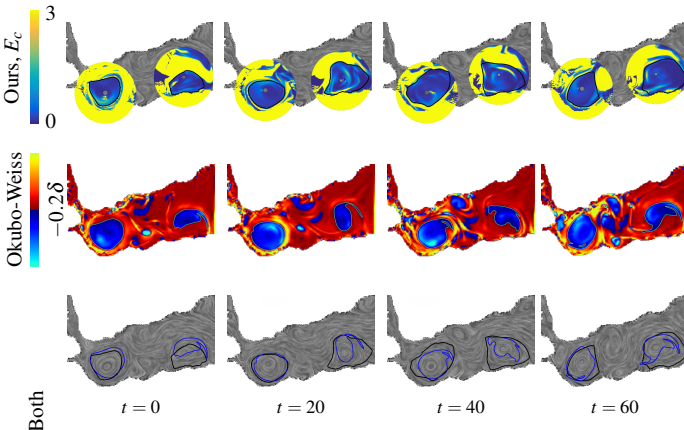 3
Ours, E_c
0
Okubo-Weiss
−0.2δ
Both
t = 0
t = 20
t = 40
t = 60